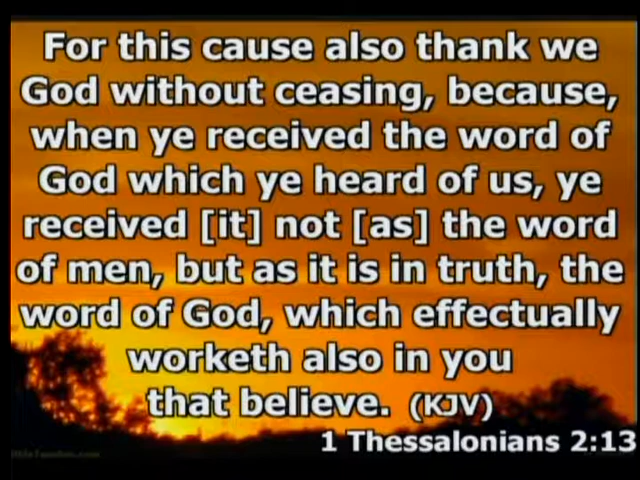 For this cause also thank we
God without ceasing, because,
when ye received the word of
God which ye heard of us, ye
received [it] not [as] the word
of men, but as it is in truth, the
word of God, which effectually
worketh also in you
that believe. (KJV)
1 Thessalonians 2:13